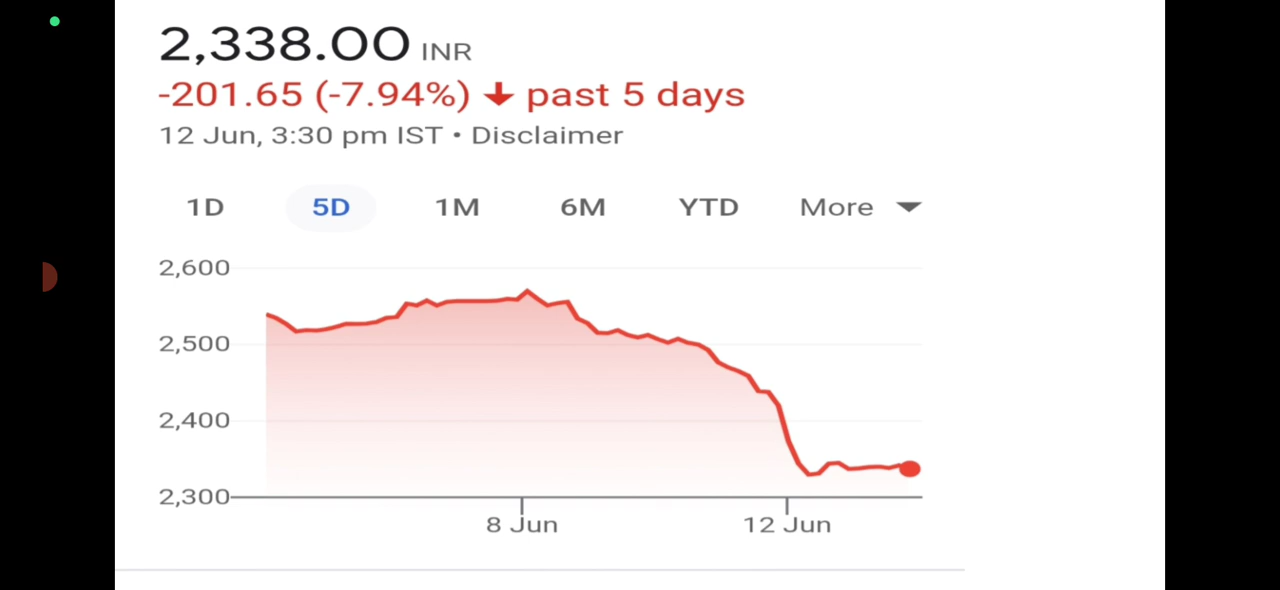 2,338.00 INR
-201.65 (-7.94%) ↓ past 5 days
12 Jun, 3:30 pm IST • Disclaimer
1D 5D 1M 6M YTD More
2,600
2,500
2,400
2,300
8 Jun 12 Jun